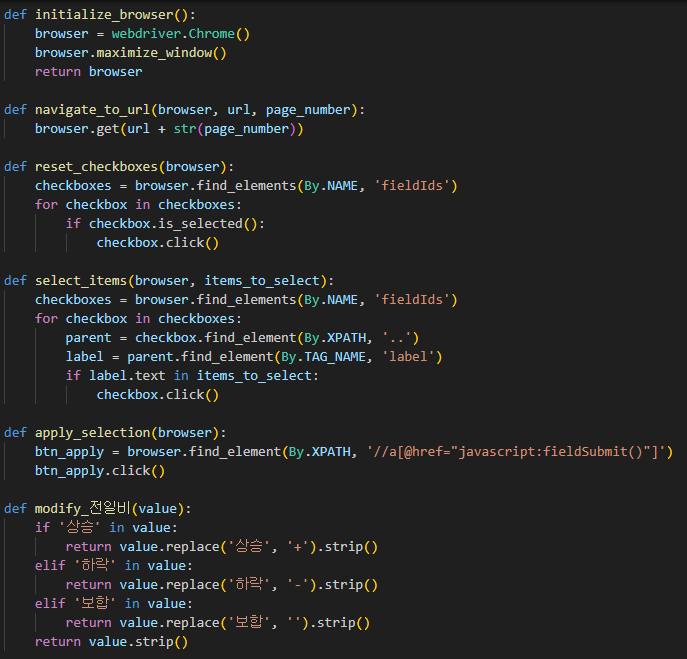 def initialize_browser():
    browser = webdriver.Chrome()
    browser.maximize_window()
    return browser
def navigate_to_url(browser, url, page_number):
    browser.get(url + str(page_number))
def reset_checkboxes(browser):
    checkboxes = browser.find_elements(By.NAME, 'fieldIds')
    for checkbox in checkboxes:
        if checkbox.is_selected():
            checkbox.click()
def select_items(browser, items_to_select):
    checkboxes = browser.find_elements(By.NAME, 'fieldIds')
    for checkbox in checkboxes:
        parent = checkbox.find_element(By.XPATH, '..')
        label = parent.find_element(By.TAG_NAME, 'label')
        if label.text in items_to_select:
            checkbox.click()
def apply_selection(browser):
    btn_apply = browser.find_element(By.XPATH, '//a[@href="javascript:fieldSubmit()"]')
    btn_apply.click()
def modify_전일비(value):
    if '상승' in value:
        return value.replace('상승', '+').strip()
    elif '하락' in value:
        return value.replace('하락', '-').strip()
    elif '보합' in value:
        return value.replace('보합', '').strip()
    return value.strip()